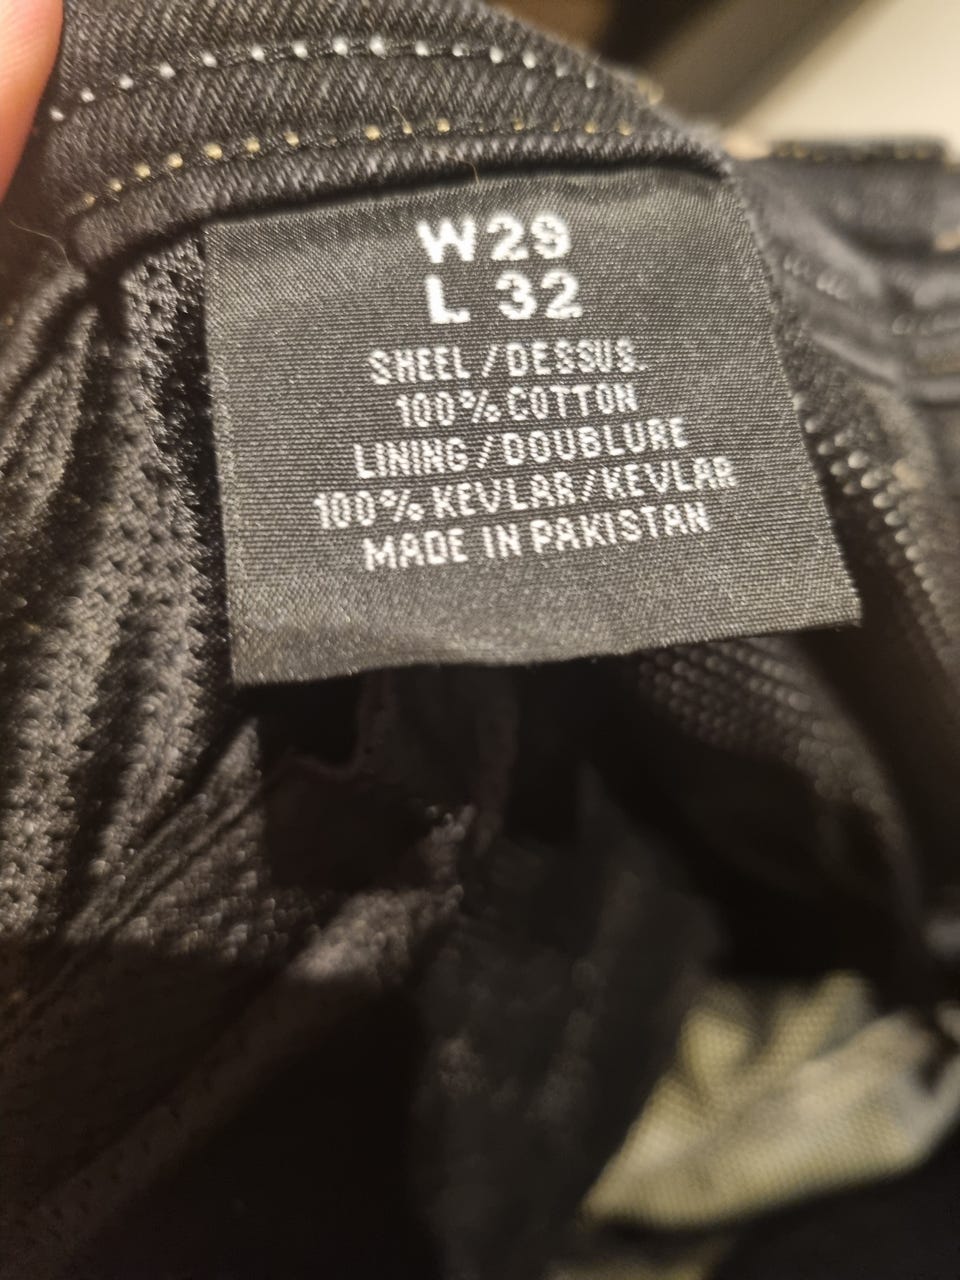 W29
L 32
SHEEL/DESSUS.
100% COTTON
LINING/DOUBLURE
100% KEVLAR/KEVLAR
MADE IN PAKISTAN